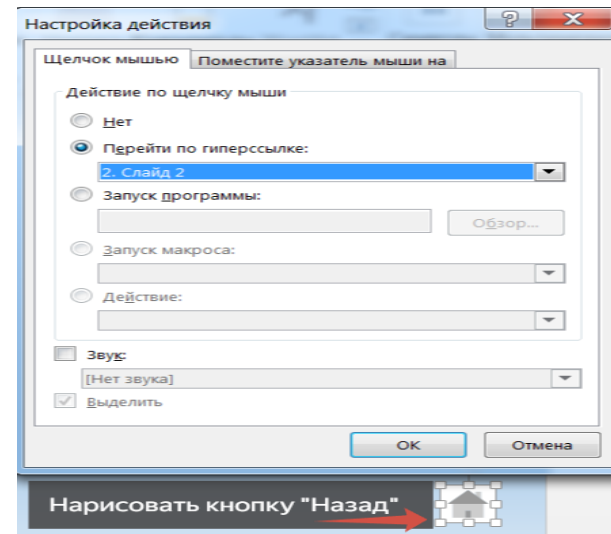 Настройка действия
Щелчок мышью Поместите указатель мыши на
Действие по щелчку мыши
Нет
Перейти по гиперссылке:
2. Слайд 2
Запуск программы:
Обзор...
Запуск макроса:
Действие:
Звук:
[Нет звука]
Выделить
ОК Отмена
Нарисовать кнопку "Назад"